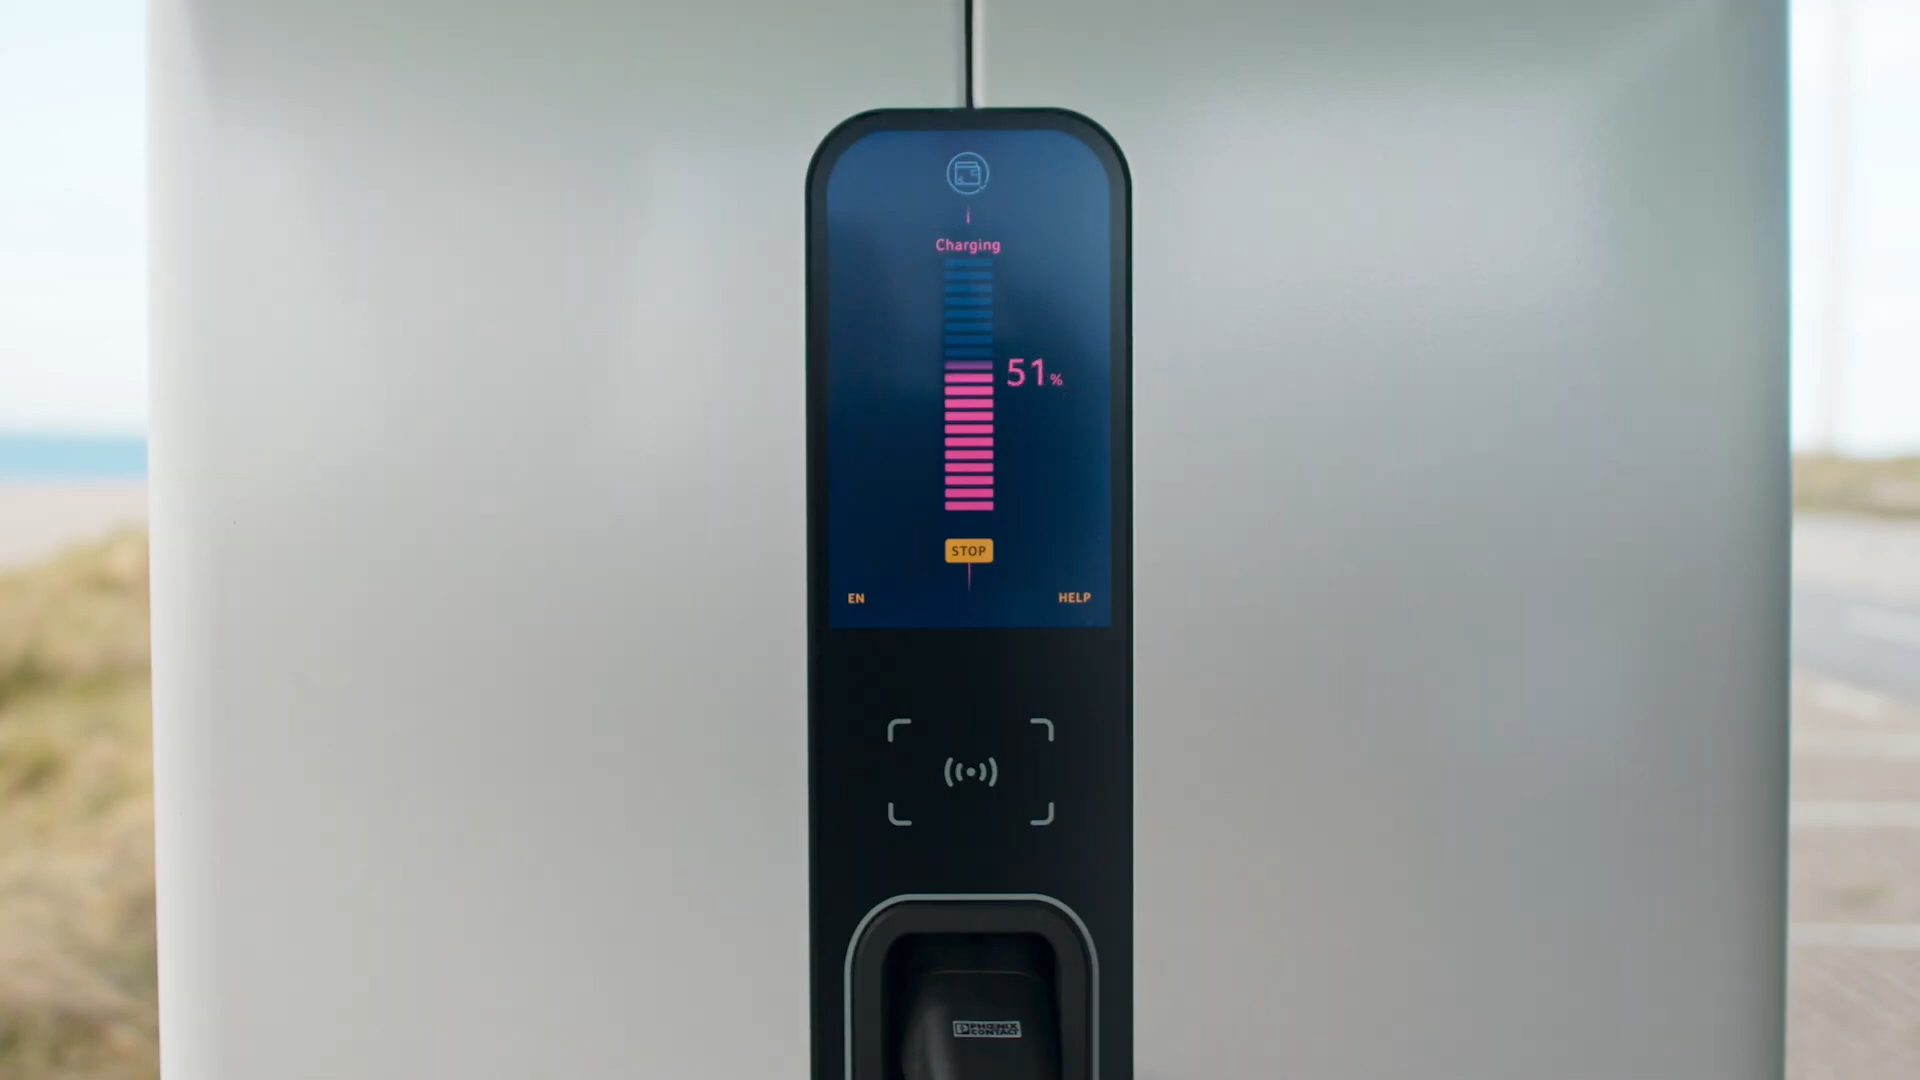 Charging
51%
STOP
EN
HELP
PHOENIX
CONTACT